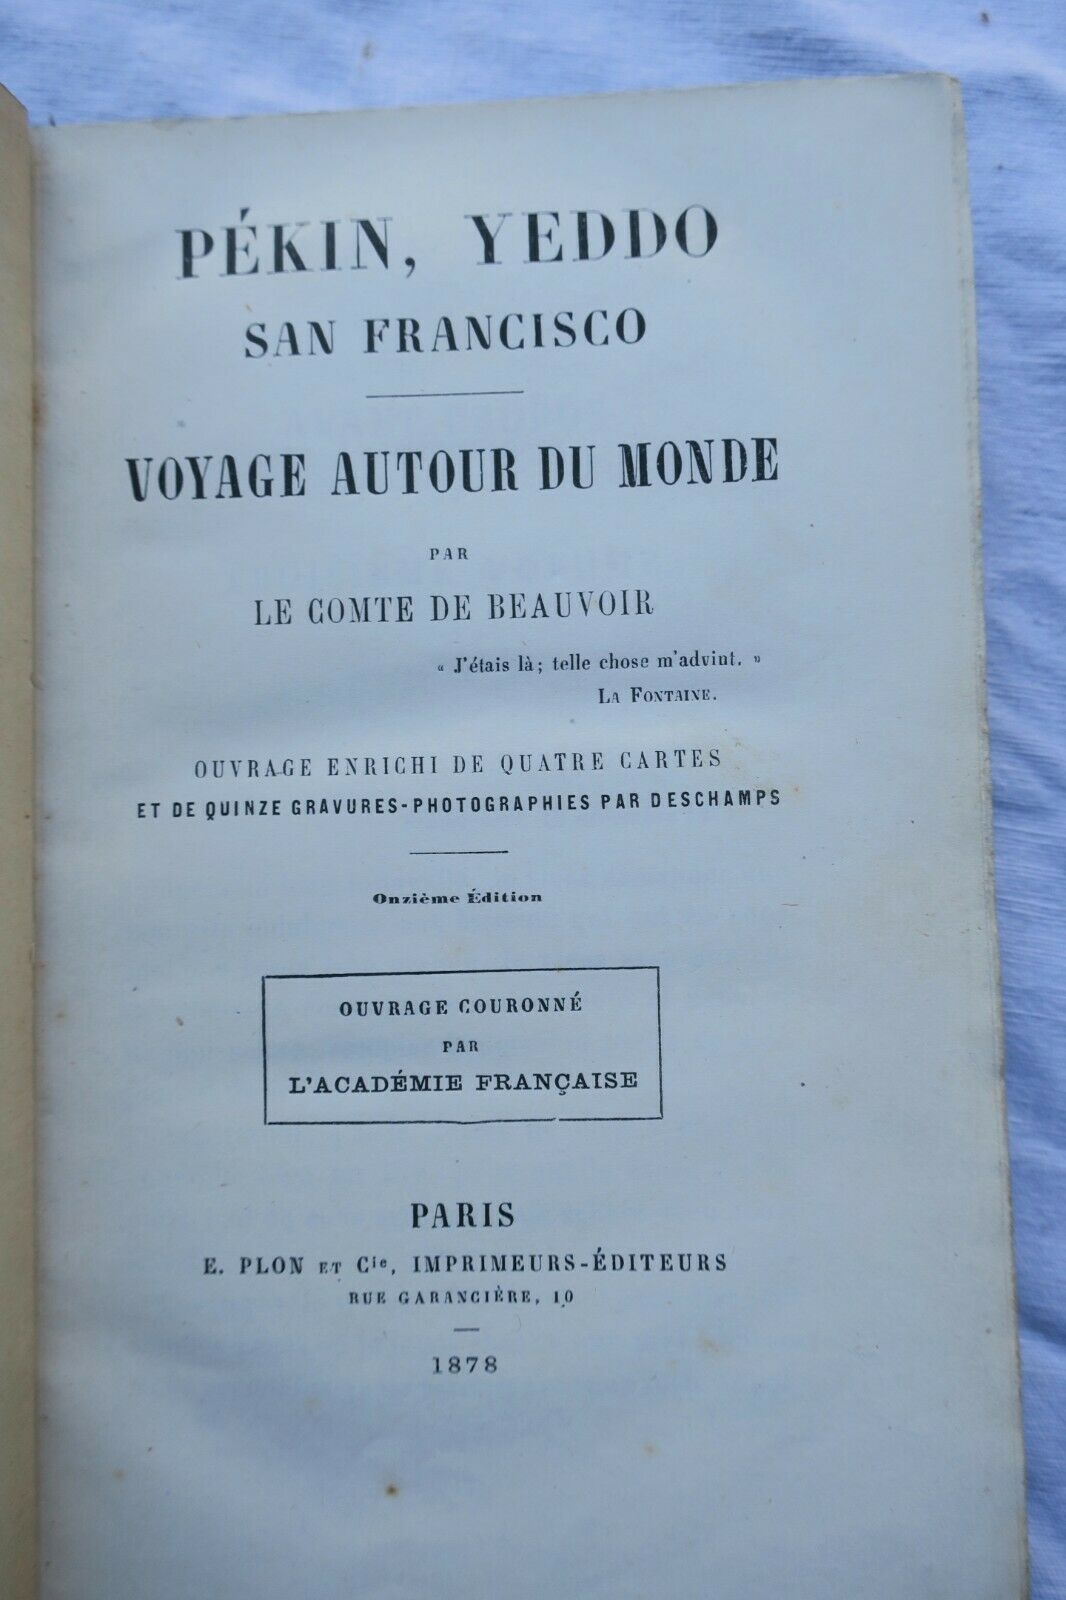 PÉKIN, YEDDO
SAN FRANCISCO
VOYAGE AUTOUR DU MONDE
PAR
LE COMTE DE BEAUVOIR
« J'étais là; telle chose m'advint. »
LA FONTAINE.
OUVRAGE ENRICHI DE QUATRE CARTES
ET DE QUINZE GRAVURES-PHOTOGRAPHIES PAR DESCHAMPS
Onzième Édition
OUVRAGE COURONNÉ
PAR
L'ACADÉMIE FRANÇAISE
PARIS
E. PLON ET Cie, IMPRIMEURS-ÉDITEURS
RUE GARANCIÈRE, 10
1878